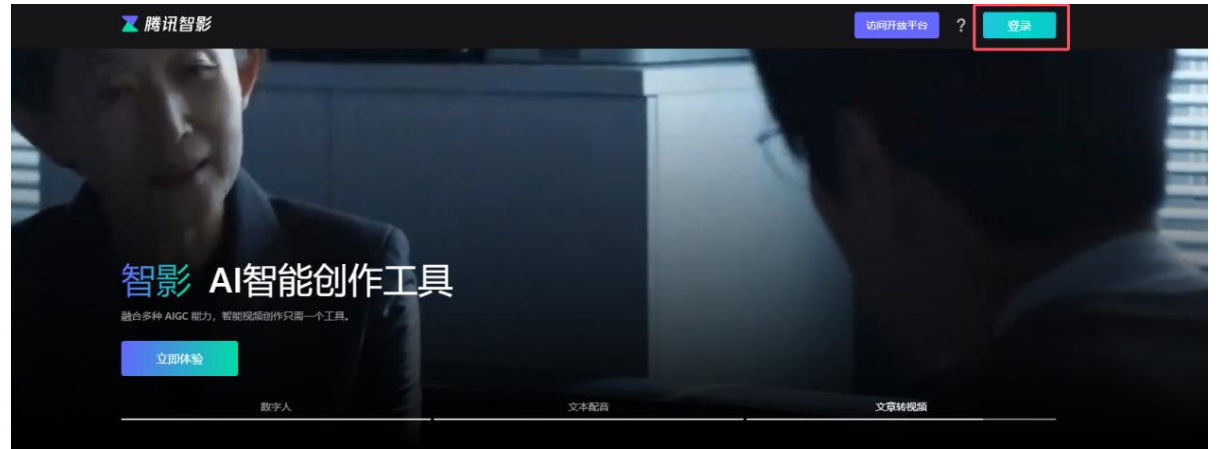 腾讯智影
访问开放平台 ? 登录
智影 AI智能创作工具
融合多种 AIGC 能力，智能视频创作只需一个工具。
立即体验
数字人 文本配音 文章转视频